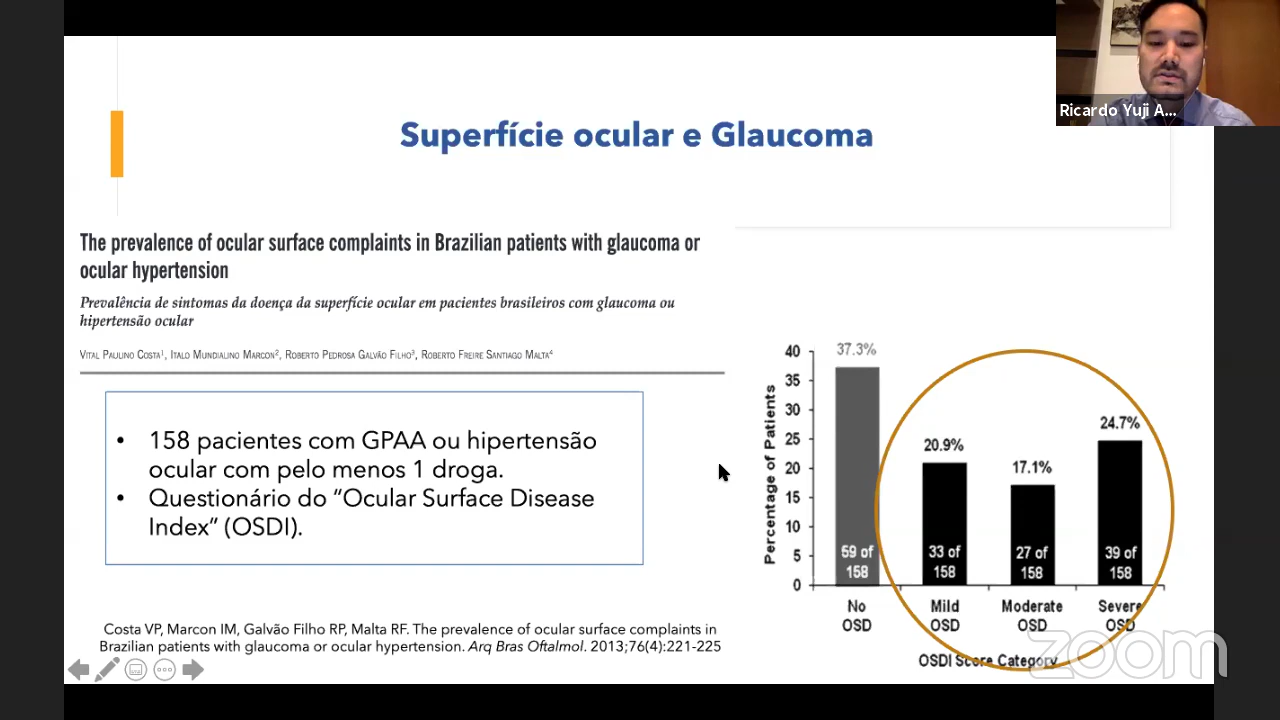 Ricardo Yuji A...
Superfície ocular e Glaucoma
The prevalence of ocular surface complaints in Brazilian patients with glaucoma or
ocular hypertension
Prevalência de sintomas da doença da superfície ocular em pacientes brasileiros com glaucoma ou
hipertensão ocular
Vital Paulino Costa1, Italo Mundialino Marcon2, Roberto Pedrosa Galvão Filho3, Roberto Freire Santiago Malta4
• 158 pacientes com GPAA ou hipertensão
ocular com pelo menos 1 droga.
• Questionário do “Ocular Surface Disease
Index” (OSDI).
Costa VP, Marcon IM, Galvão Filho RP, Malta RF. The prevalence of ocular surface complaints in
Brazilian patients with glaucoma or ocular hypertension. Arq Bras Oftalmol. 2013;76(4):221-225
Percentage of Patients
40
35
30
25
20
15
10
5
0
37.3%
20.9%
17.1%
24.7%
59 of
158
33 of
158
27 of
158
39 of
158
No
OSD
Mild
OSD
Moderate
OSD
Severe
OSD
OSDI Score Category
zoom